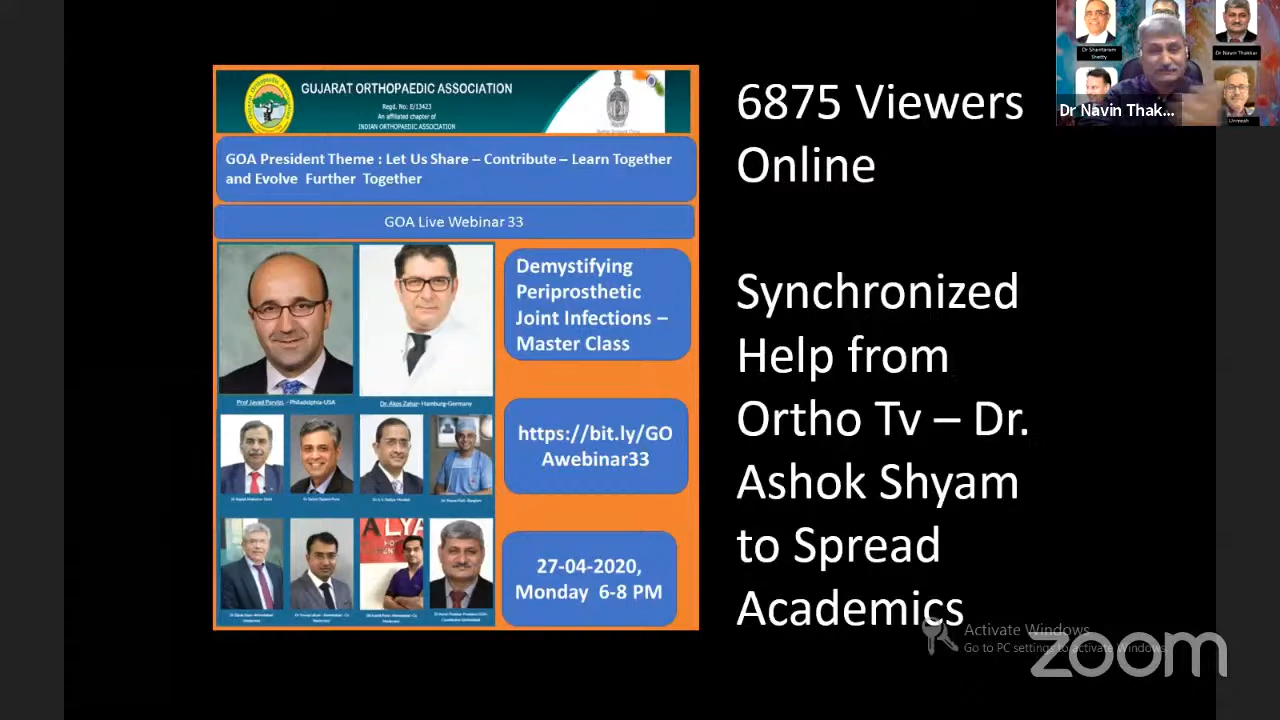 GUJARAT ORTHOPAEDIC ASSOCIATION
Regd. No: E/13423
An affiliated chapter of
INDIAN ORTHOPAEDIC ASSOCIATION
GOA President Theme : Let Us Share – Contribute – Learn Together
and Evolve Further Together
GOA Live Webinar 33
Demystifying
Periprosthetic
Joint Infections –
Master Class
Prof Javad Parvizi, - Philadelphia-USA
Dr. Akos Zahar- Hamburg-Germany
https://bit.ly/GO
Awebinar33
27-04-2020,
Monday 6-8 PM
6875 Viewers
Online
Synchronized
Help from
Ortho Tv – Dr.
Ashok Shyam
to Spread
Academics
Dr Shantaram
Shetty
Dr Navin Thakkar
Dr Navin Thak...
Activate Windows
Go to PC settings to activate Windows.
zoom